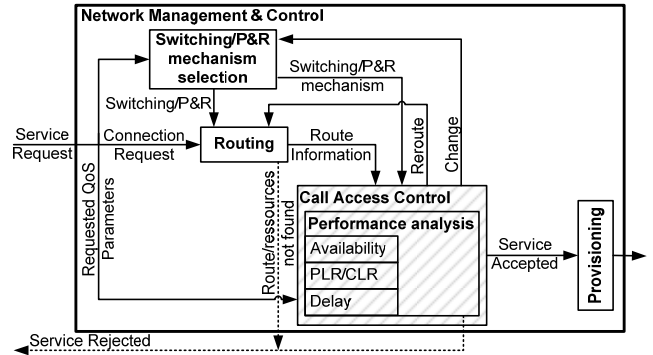 Network Management & Control
Switching/P&R
mechanism
selection
Switching/P&R
mechanism
Switching/P&R
Service
Request
Connection
Request
Routing
Route
Information
Reroute
Change
Requested QoS
Parameters
Route/ressources
not found
Call Access Control
Performance analysis
Availability
PLR/CLR
Delay
Service
Accepted
Provisioning
Service Rejected